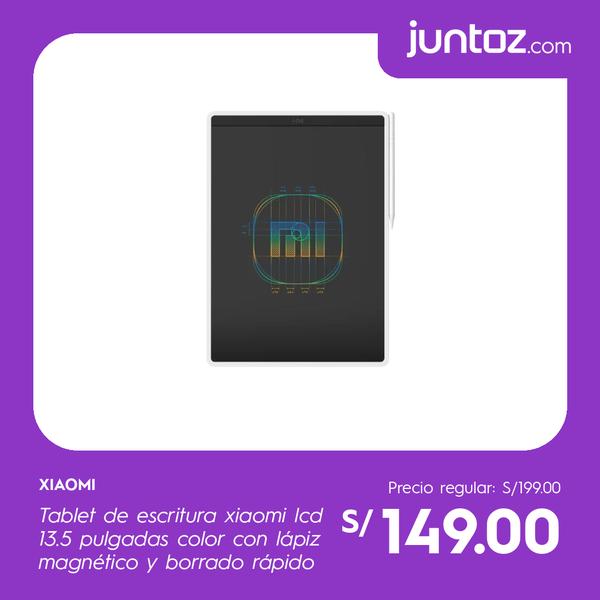 juntoz.com
mi
XIAOMI
Tablet de escritura xiaomi lcd
13.5 pulgadas color con lápiz
magnético y borrado rápido
Precio regular: S/199.00
S/149.00